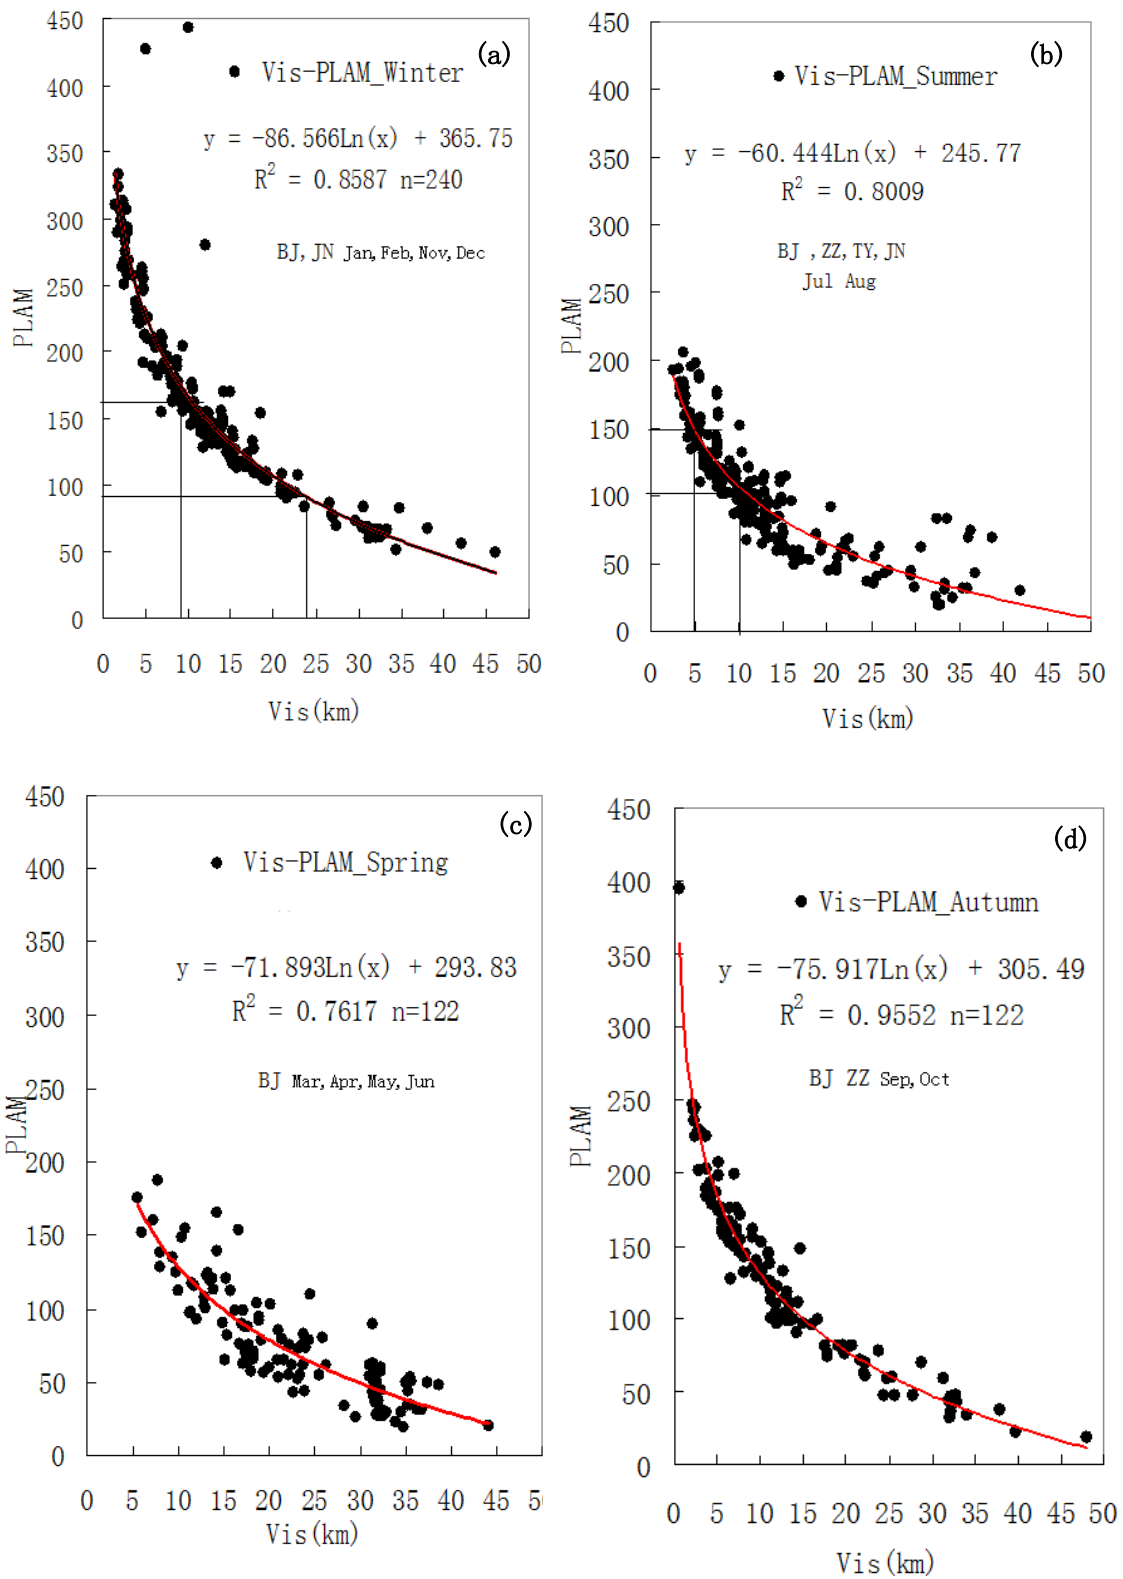 (a)
Vis-PLAM_Winter
y = -86.566Ln(x) + 365.75
R² = 0.8587 n=240
BJ, JN Jan, Feb, Nov, Dec
PLAM
450
400
350
300
250
200
150
100
50
0
0 5 10 15 20 25 30 35 40 45 50
Vis(km)
(b)
Vis-PLAM_Summer
y = -60.444Ln(x) + 245.77
R² = 0.8009
BJ ,ZZ, TY, JN
Jul Aug
PLAM
450
400
350
300
250
200
150
100
50
0
0 5 10 15 20 25 30 35 40 45 50
Vis(km)
(c)
Vis-PLAM_Spring
y = -71.893Ln(x) + 293.83
R² = 0.7617 n=122
BJ Mar, Apr, May, Jun
PLAM
450
400
350
300
250
200
150
100
50
0
0 5 10 15 20 25 30 35 40 45 5
Vis(km)
(d)
Vis-PLAM_Autumn
y = -75.917Ln(x) + 305.49
R² = 0.9552 n=122
BJ ZZ Sep, Oct
PLAM
450
400
350
300
250
200
150
100
50
0
0 5 10 15 20 25 30 35 40 45 50
Vis(km)